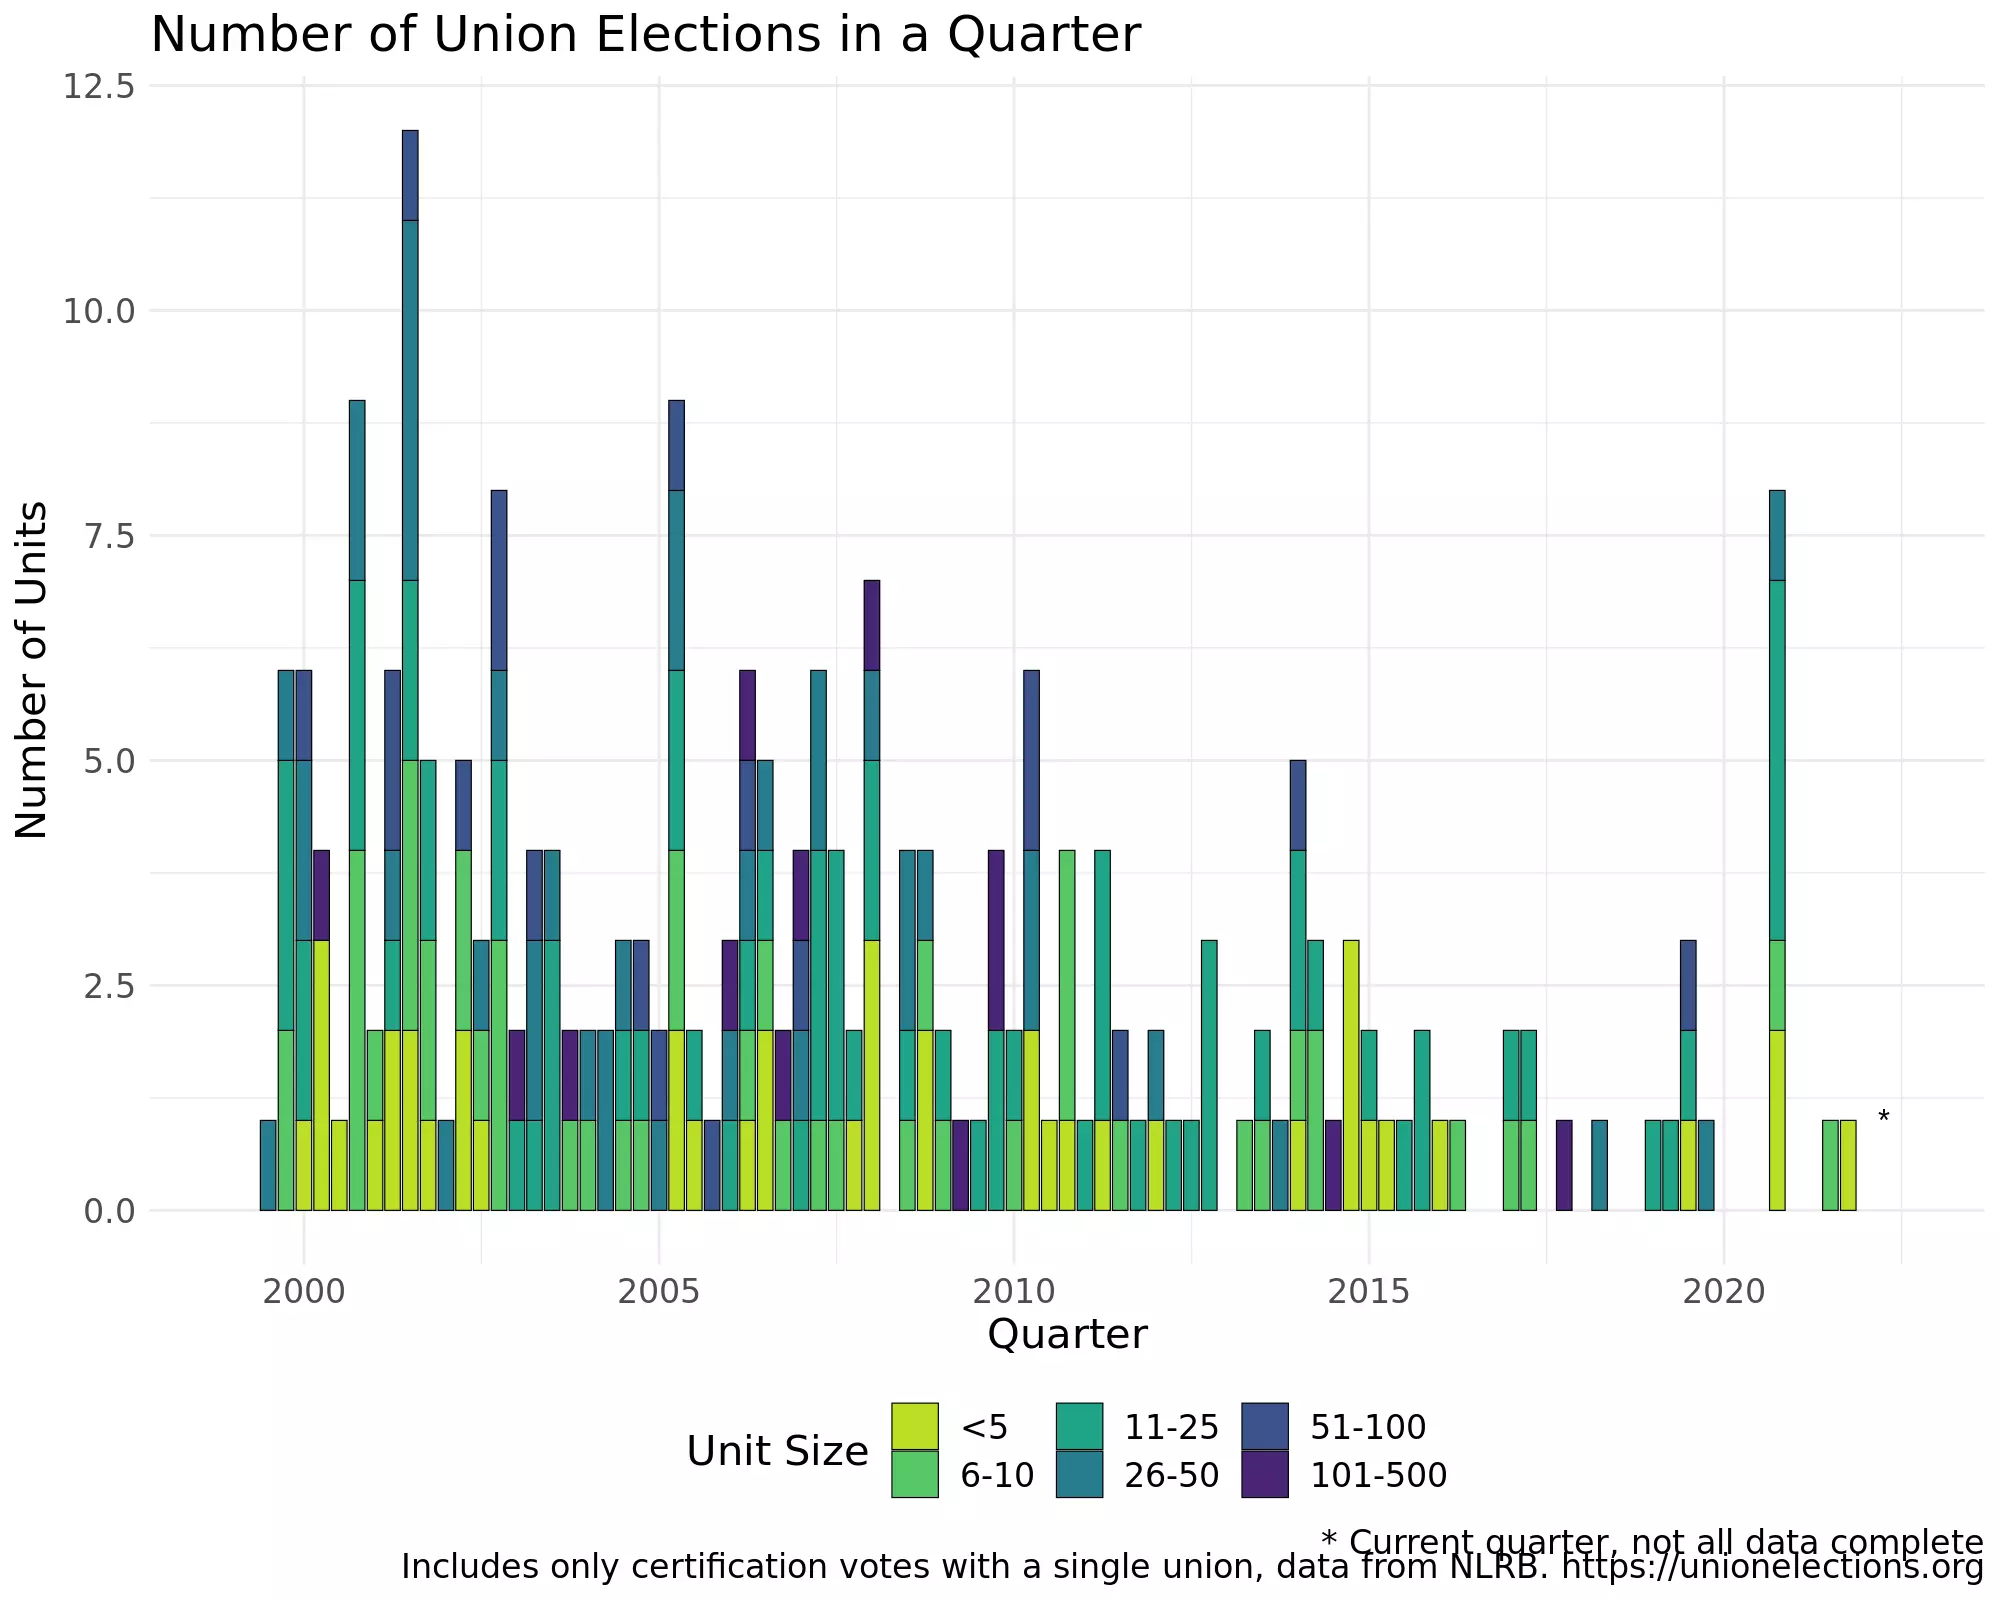 Number of Union Elections in a Quarter
12.5
10.0
7.5
5.0
2.5
0.0
Number of Units
*
2000 2005 2010 2015 2020
Quarter
Unit Size
<5 11-25 51-100
6-10 26-50 101-500
* Current quarter, not all data complete
Includes only certification votes with a single union, data from NLRB. https://unionelections.org